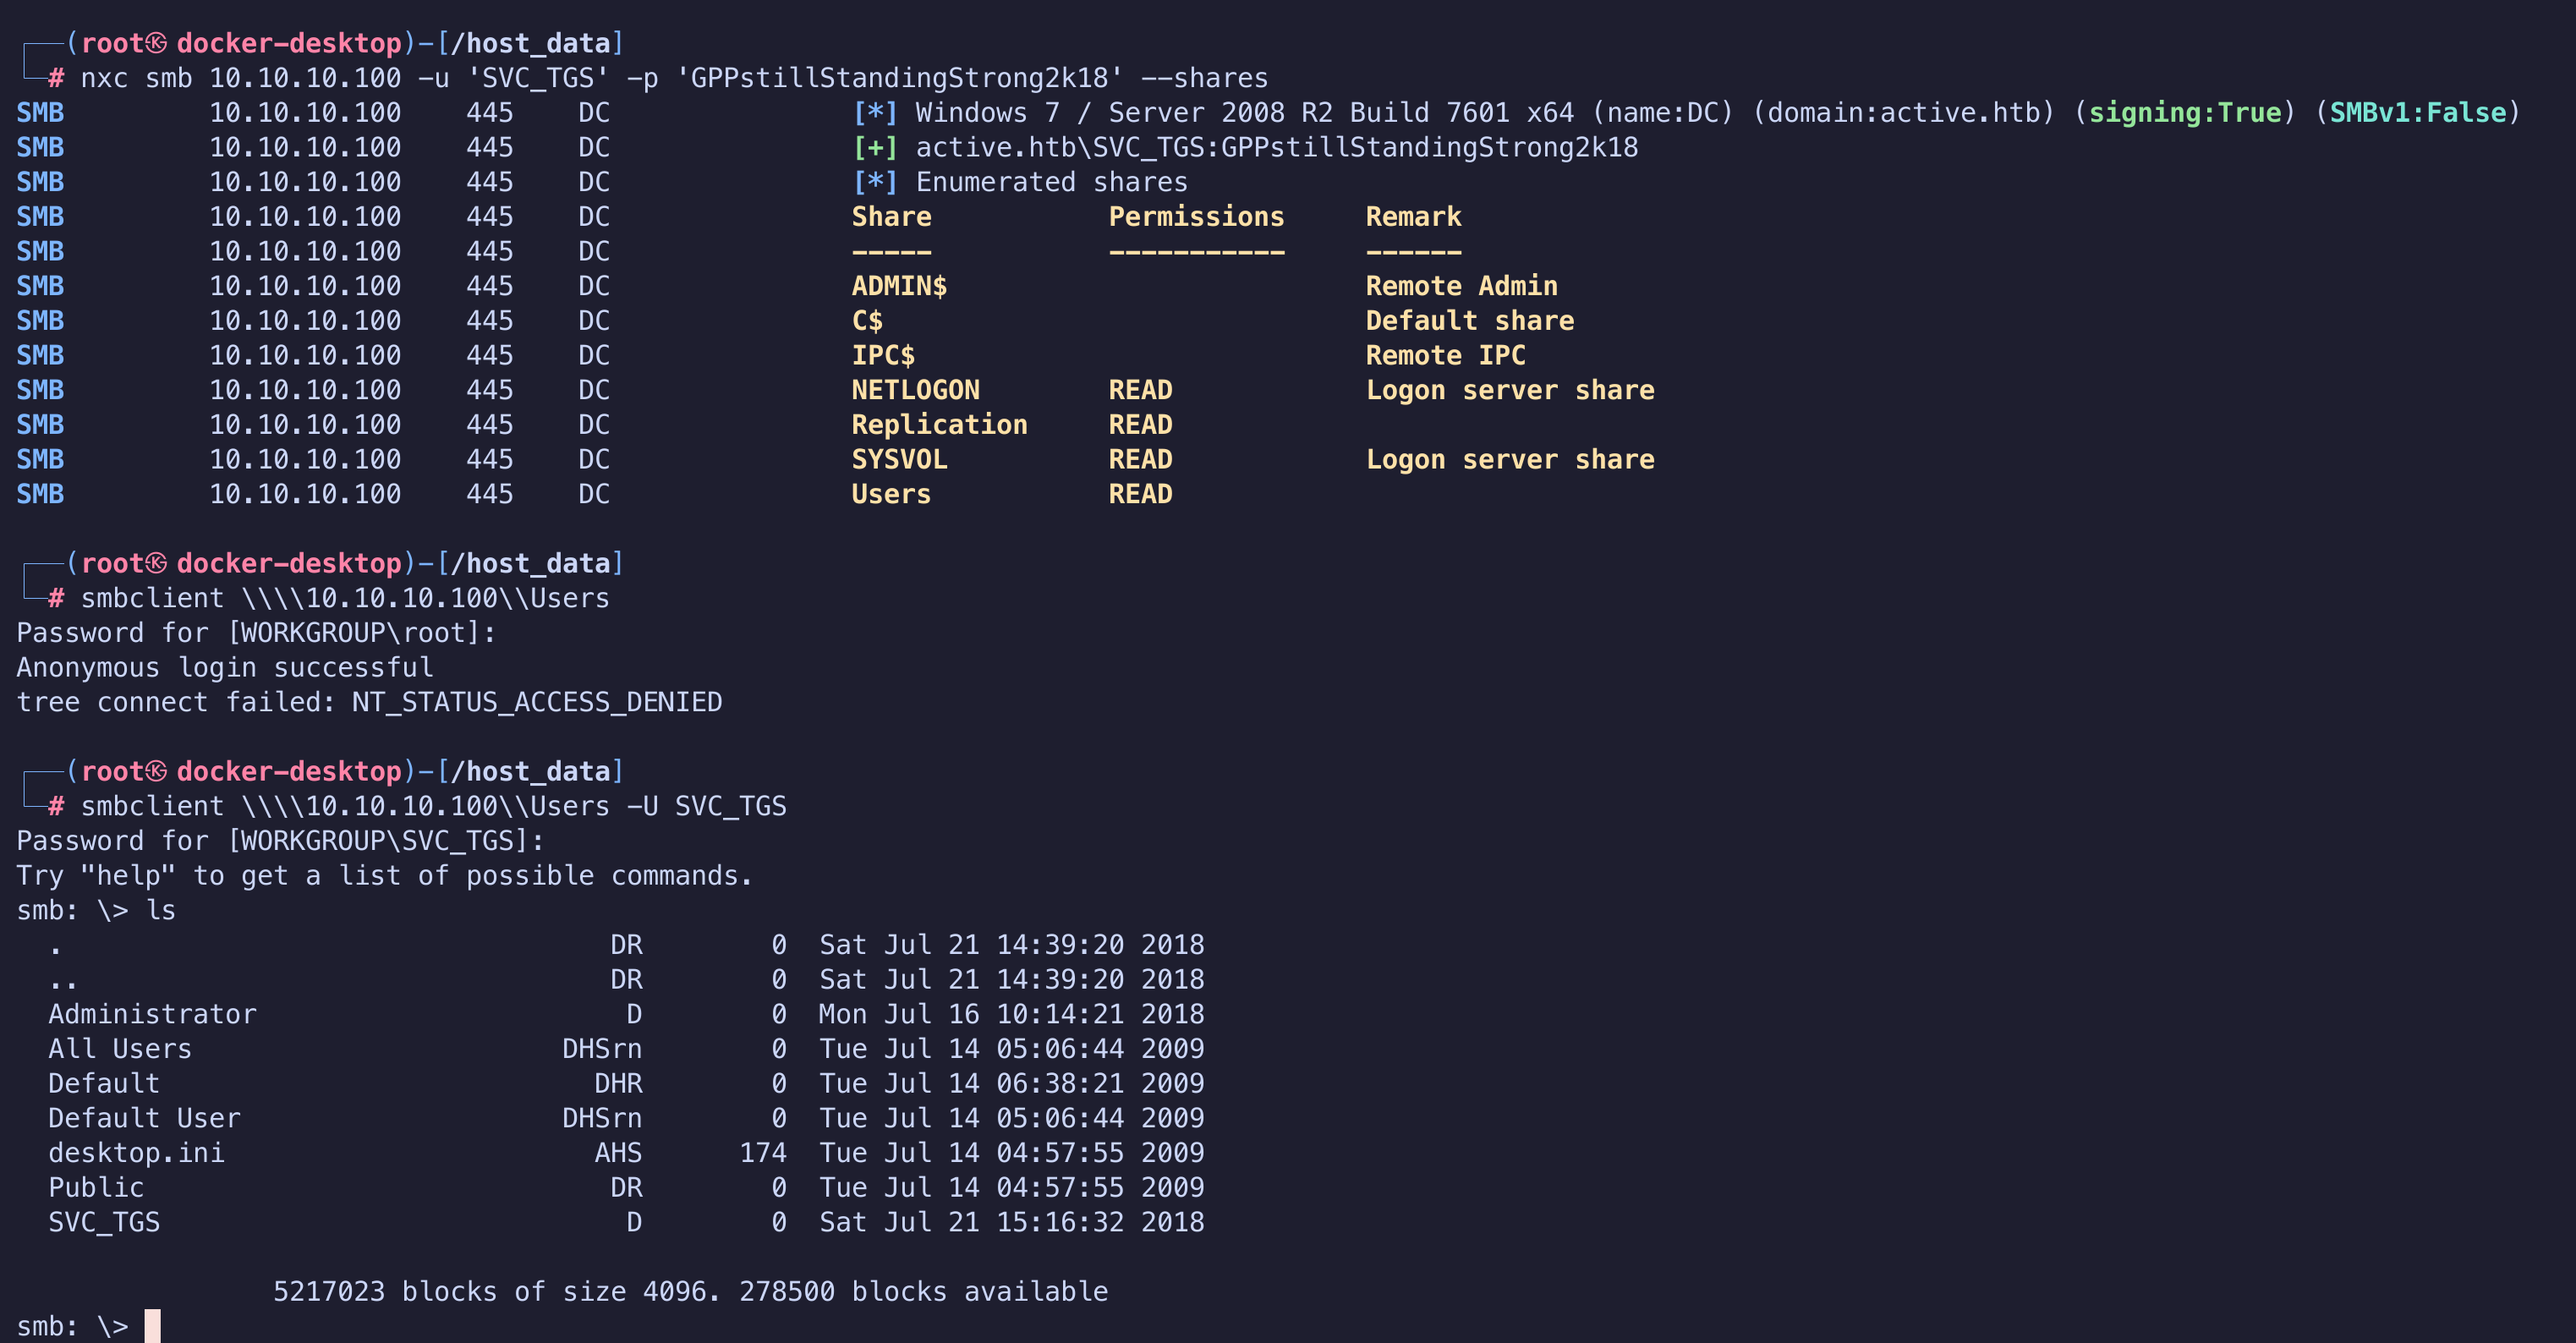 ┌──(root㉿docker-desktop)-[/host_data]
└─# nxc smb 10.10.10.100 -u 'SVC_TGS' -p 'GPPstillStandingStrong2k18' --shares
SMB         10.10.10.100    445    DC               [*] Windows 7 / Server 2008 R2 Build 7601 x64 (name:DC) (domain:active.htb) (signing:True) (SMBv1:False)
SMB         10.10.10.100    445    DC               [+] active.htb\SVC_TGS:GPPstillStandingStrong2k18
SMB         10.10.10.100    445    DC               [*] Enumerated shares
SMB         10.10.10.100    445    DC               Share           Permissions     Remark
SMB         10.10.10.100    445    DC               -----           -----------     ------
SMB         10.10.10.100    445    DC               ADMIN$                          Remote Admin
SMB         10.10.10.100    445    DC               C$                              Default share
SMB         10.10.10.100    445    DC               IPC$                            Remote IPC
SMB         10.10.10.100    445    DC               NETLOGON        READ            Logon server share
SMB         10.10.10.100    445    DC               Replication     READ
SMB         10.10.10.100    445    DC               SYSVOL          READ            Logon server share
SMB         10.10.10.100    445    DC               Users           READ
┌──(root㉿docker-desktop)-[/host_data]
└─# smbclient \\\\10.10.10.100\\Users
Password for [WORKGROUP\root]:
Anonymous login successful
tree connect failed: NT_STATUS_ACCESS_DENIED
┌──(root㉿docker-desktop)-[/host_data]
└─# smbclient \\\\10.10.10.100\\Users -U SVC_TGS
Password for [WORKGROUP\SVC_TGS]:
Try "help" to get a list of possible commands.
smb: \> ls
  .                                  DR        0  Sat Jul 21 14:39:20 2018
  ..                                 DR        0  Sat Jul 21 14:39:20 2018
  Administrator                       D        0  Mon Jul 16 10:14:21 2018
  All Users                       DHSrn        0  Tue Jul 14 05:06:44 2009
  Default                           DHR        0  Tue Jul 14 06:38:21 2009
  Default User                    DHSrn        0  Tue Jul 14 05:06:44 2009
  desktop.ini                       AHS      174  Tue Jul 14 04:57:55 2009
  Public                             DR        0  Tue Jul 14 04:57:55 2009
  SVC_TGS                             D        0  Sat Jul 21 15:16:32 2018
                5217023 blocks of size 4096. 278500 blocks available
smb: \>